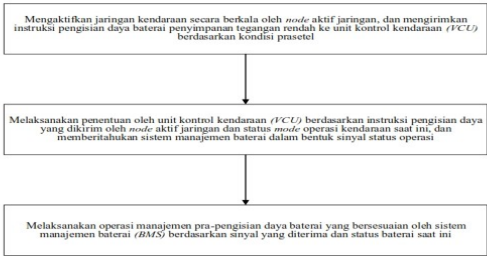 Mengaktifkan jaringan kendaraan secara berkala oleh node aktif jaringan, dan mengirimkan
instruksi pengisian daya baterai penyimpanan tegangan rendah ke unit kontrol kendaraan (VCU)
berdasarkan kondisi prasetel
Melaksanakan penentuan oleh unit kontrol kendaraan (VCU) berdasarkan instruksi pengisian daya
yang dikirim oleh node aktif jaringan dan status mode operasi kendaraan saat ini, dan
memberitahukan sistem manajemen baterai dalam bentuk sinyal status operasi
Melaksanakan operasi manajemen pra-pengisian daya baterai yang bersesuaian oleh sistem
manajemen baterai (BMS) berdasarkan sinyal yang diterima dan status baterai saat ini